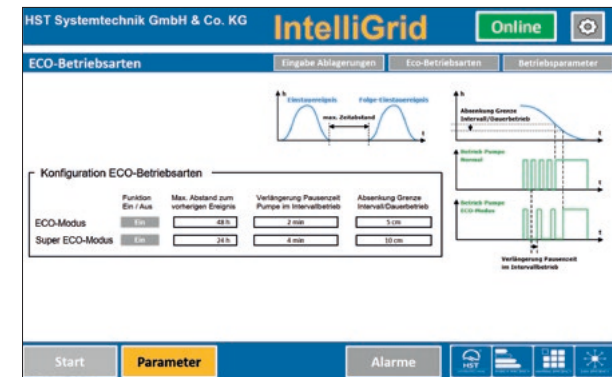 HST Systemtechnik GmbH & Co. KG
IntelliGrid
Online
ECO-Betriebsarten
Eingabe Ablagerungen
Eco-Betriebsarten
Betriebsparameter
h
Einstauereignis
Folge-Einstauereignis
max. Zeitabstand
t
h
Absenkung Grenze
Intervall/Dauerbetrieb
t
Betrieb Pumpe
Normal
t
Betrieb Pumpe
ECO-Modus
t
Verlängerung Pausenzeit
im Intervallbetrieb
Konfiguration ECO-Betriebsarten
Funktion
Ein / Aus
Max. Abstand zum
vorherigen Ereignis
Verlängerung Pausenzeit
Pumpe im Intervallbetrieb
Absenkung Grenze
Intervall/Dauerbetrieb
ECO-Modus Ein 48 h 2 min 5 cm
Super ECO-Modus Ein 24 h 4 min 10 cm
Start
Parameter
Alarme
HST